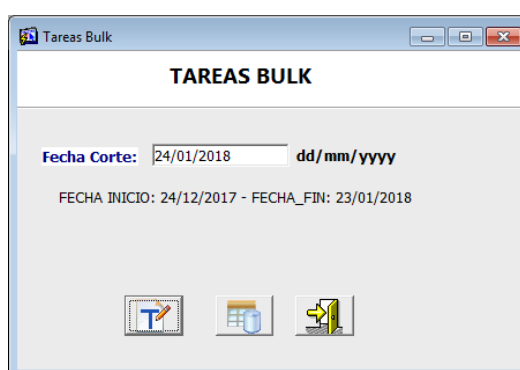 Tareas Bulk
TAREAS BULK
Fecha Corte: 24/01/2018 dd/mm/yyyy
FECHA INICIO: 24/12/2017 - FECHA_FIN: 23/01/2018